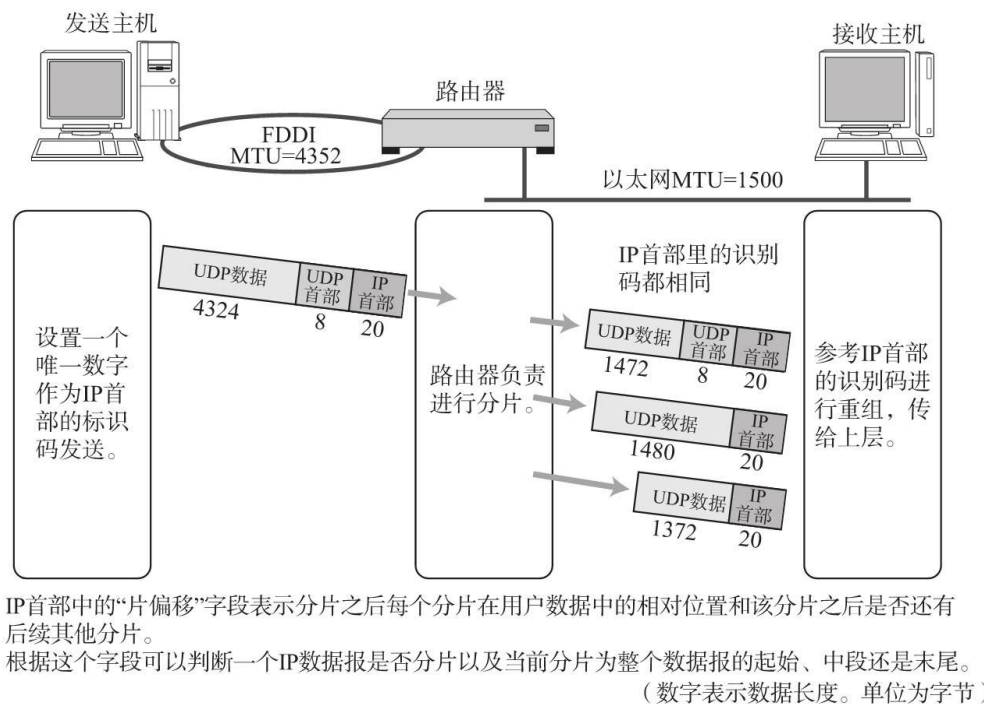 发送主机
接收主机
路由器
FDDI
MTU=4352
以太网MTU=1500
设置一个
唯一数字
作为IP首
部的标识
码发送。
UDP数据
UDP
首部
IP
首部
4324
8
20
路由器负责
进行分片。
IP首部里的识别
码都相同
UDP数据
UDP
首部
IP
首部
1472
8
20
UDP数据
IP
首部
1480
20
UDP数据
IP
首部
1372
20
参考IP首部
的识别码进
行重组，传
给上层。
IP首部中的“片偏移”字段表示分片之后每个分片在用户数据中的相对位置和该分片之后是否还有
后续其他分片。
根据这个字段可以判断一个IP数据报是否分片以及当前分片为整个数据报的起始、中段还是末尾。
（数字表示数据长度。单位为字节）